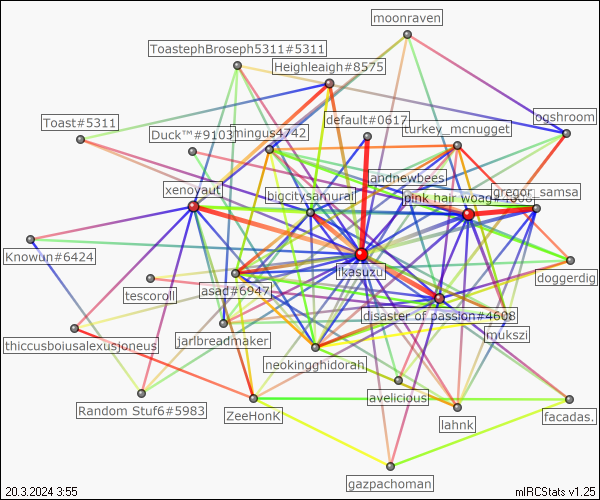 moonraven
ToastephBroseph5311#5311
Heighleaigh#8575
Toast#5311
default#0617
ogshroom
Duck™#9103
mingus4742
turkey_mcnugget
andnewbees
xenoyaut
bigcitysamurai
pink hair woag#1008
gregor_samsa
Knowun#6424
ikasuzu
doggerdig
tescoroli
asad#6947
disaster of passion#4608
mukszi
thiccusboiusalexusjoneus
jarlbreadmaker
neokingghidorah
avelicious
Random Stuf6#5983
ZeeHonK
lahnk
facadas.
gazpachoman
20.3.2024 3:55
mIRCStats v1.25